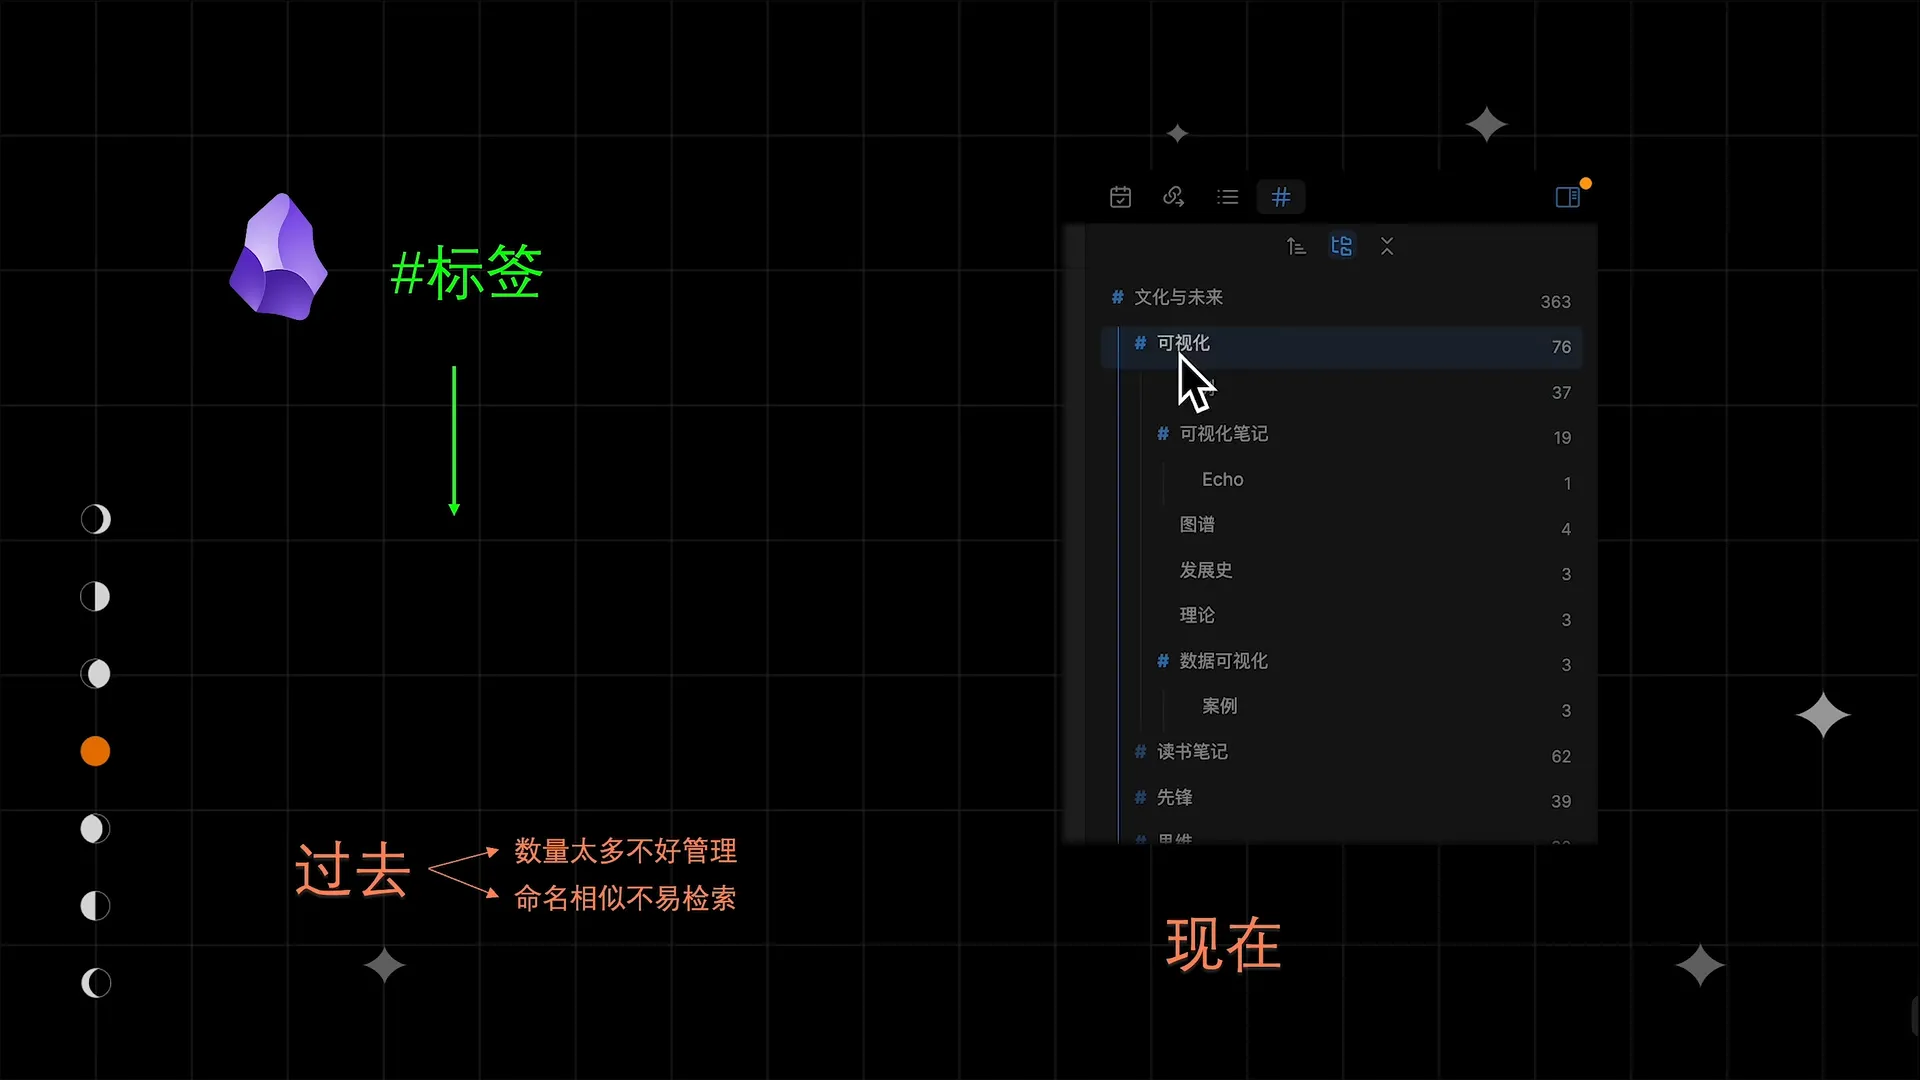 #标签
# 文化与未来 363
# 可视化 76
37
# 可视化笔记 19
Echo 1
图谱 4
发展史 3
理论 3
# 数据可视化 3
案例 3
# 读书笔记 62
# 先锋 39
# 思维
过去
数量太多不好管理
命名相似不易检索
现在